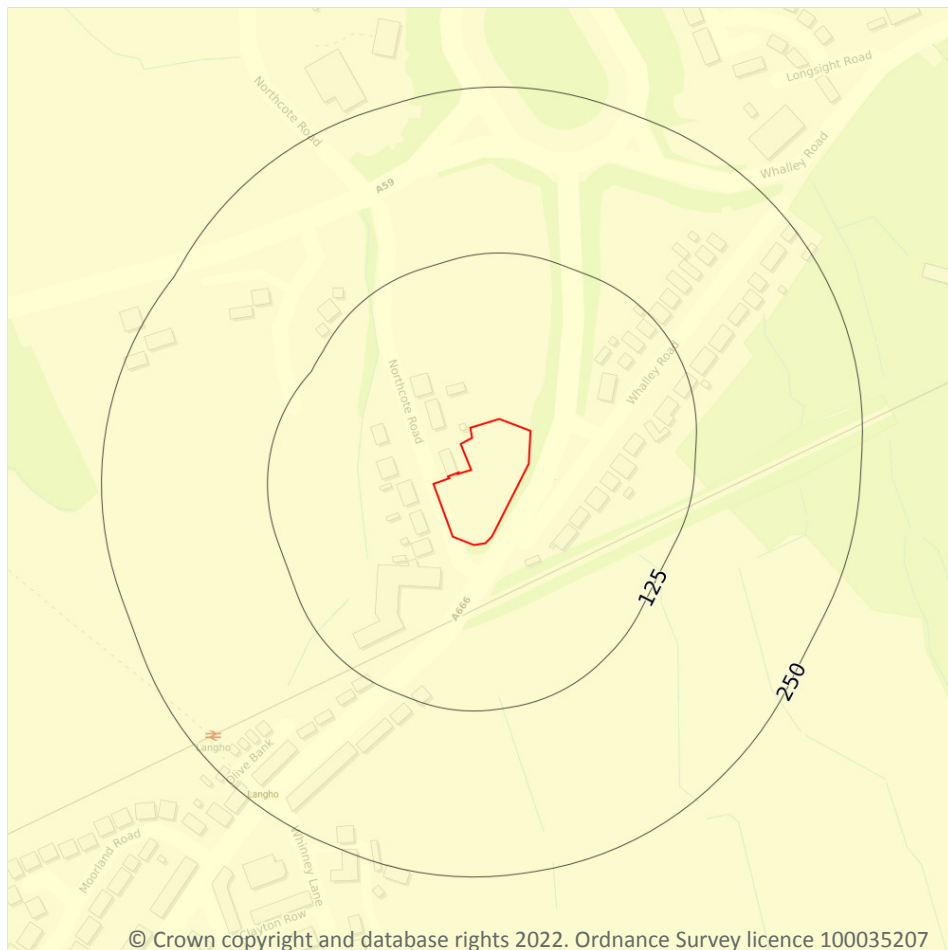 Longsight Road
Northcote Road
Whalley Road
A59
Whalley Road
Northcote Road
125
A666
250
Langho
Olive Bank
Langho
Moorland Road
Whinney Lane
Clayton Row
© Crown copyright and database rights 2022. Ordnance Survey licence 100035207